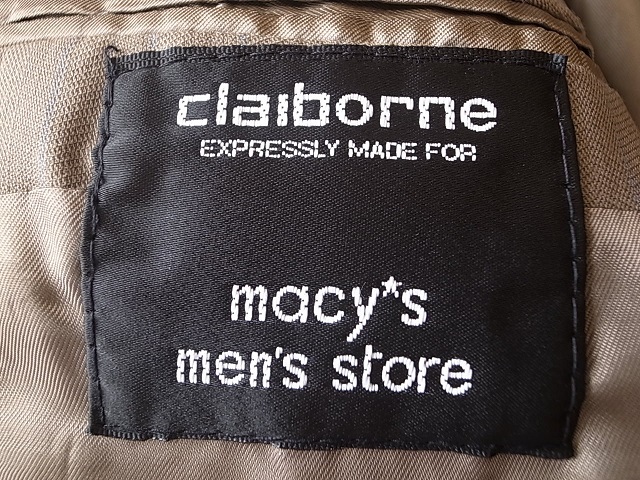 claiborne
EXPRESSLY MADE FOR
macy*s
men's store